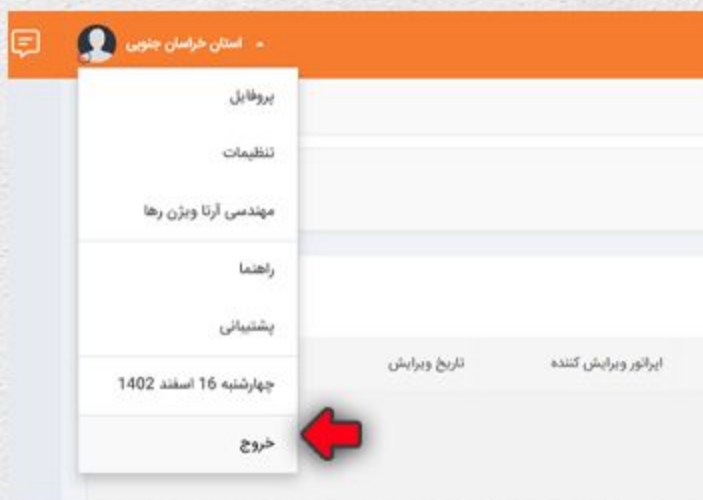 استان خراسان جنوبی
پروفایل
تنظیمات
مهندسی آرتا ویژن رها
راهنما
پشتیبانی
چهارشنبه 16 اسفند 1402
خروج
اپراتور ویرایش کننده
تاریخ ویرایش